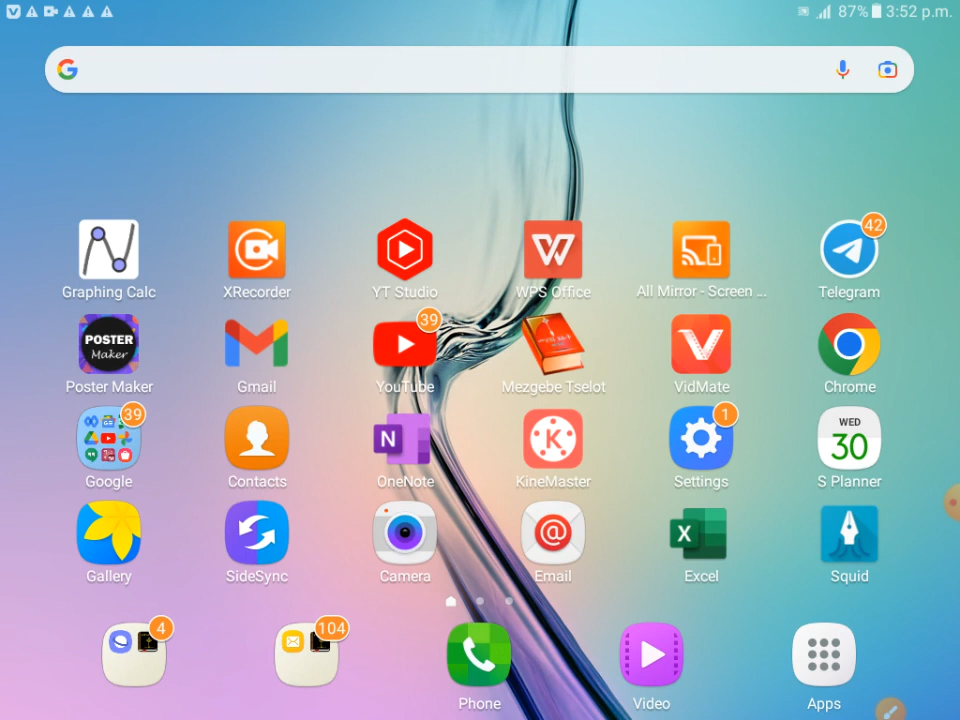 87% 3:52 p.m.
42
Graphing Calc XRecorder YT Studio WPS Office All Mirror - Screen ... Telegram
POSTER
Maker
39
Poster Maker Gmail YouTube Mezgebe Tselot VidMate Chrome
39
N
K
1
WED
30
Google Contacts OneNote KineMaster Settings S Planner
@
X
Gallery SideSync Camera Email Excel Squid
4
104
Phone Video Apps